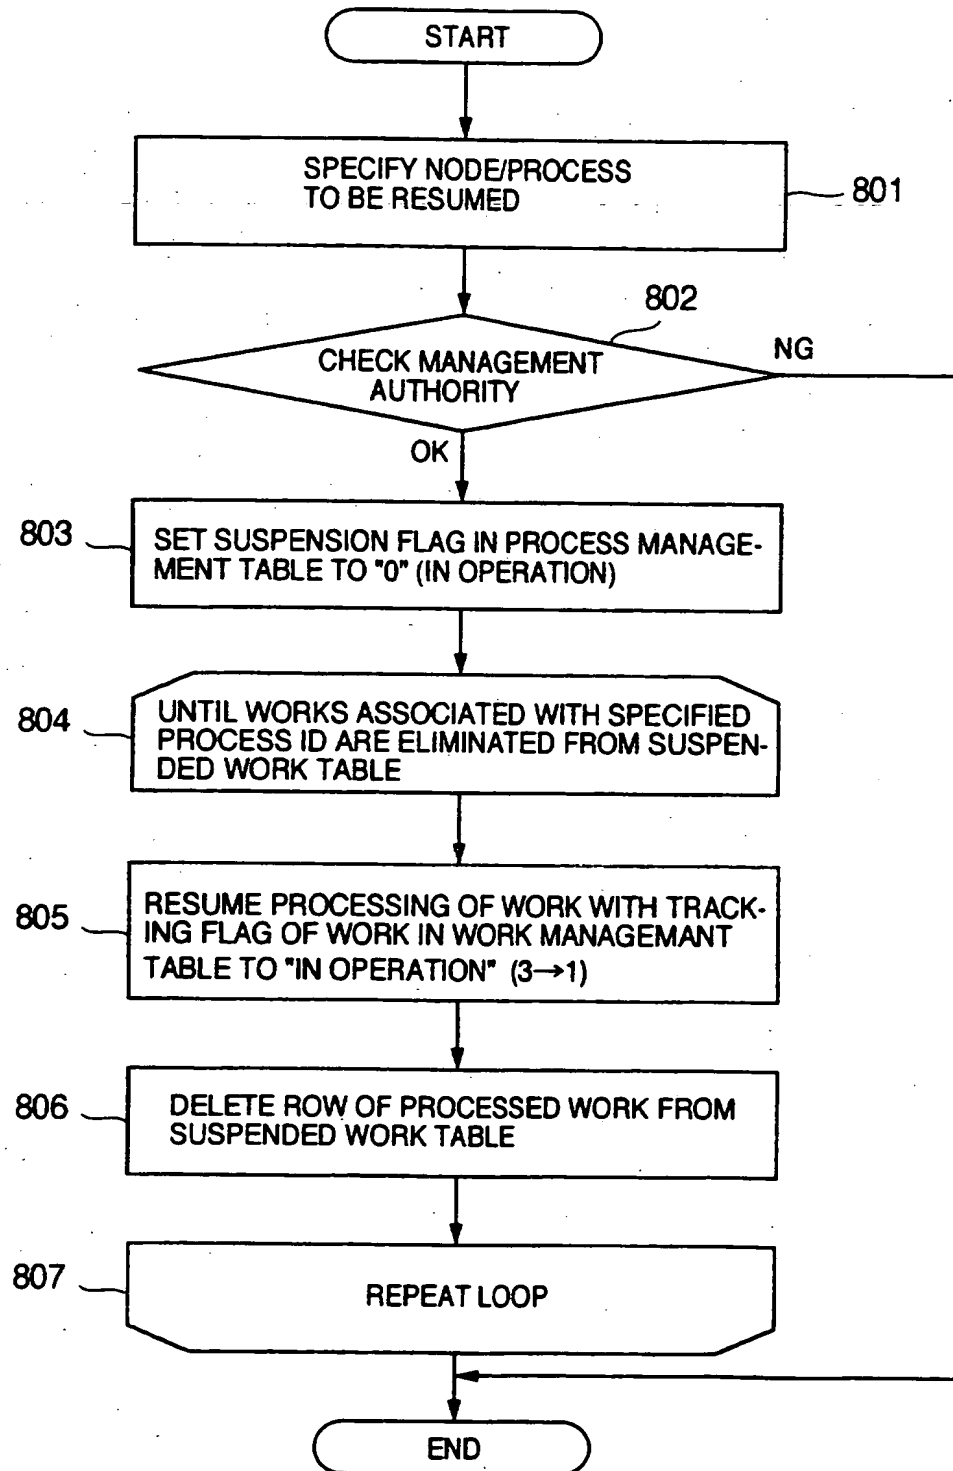 START
SPECIFY NODE/PROCESS
TO BE RESUMED
801
802
CHECK MANAGEMENT
AUTHORITY
NG
OK
803
SET SUSPENSION FLAG IN PROCESS MANAGE-
MENT TABLE TO "0" (IN OPERATION)
804
UNTIL WORKS ASSOCIATED WITH SPECIFIED
PROCESS ID ARE ELIMINATED FROM SUSPEN-
DED WORK TABLE
805
RESUME PROCESSING OF WORK WITH TRACK-
ING FLAG OF WORK IN WORK MANAGEMANT
TABLE TO "IN OPERATION" (3→1)
806
DELETE ROW OF PROCESSED WORK FROM
SUSPENDED WORK TABLE
807
REPEAT LOOP
END